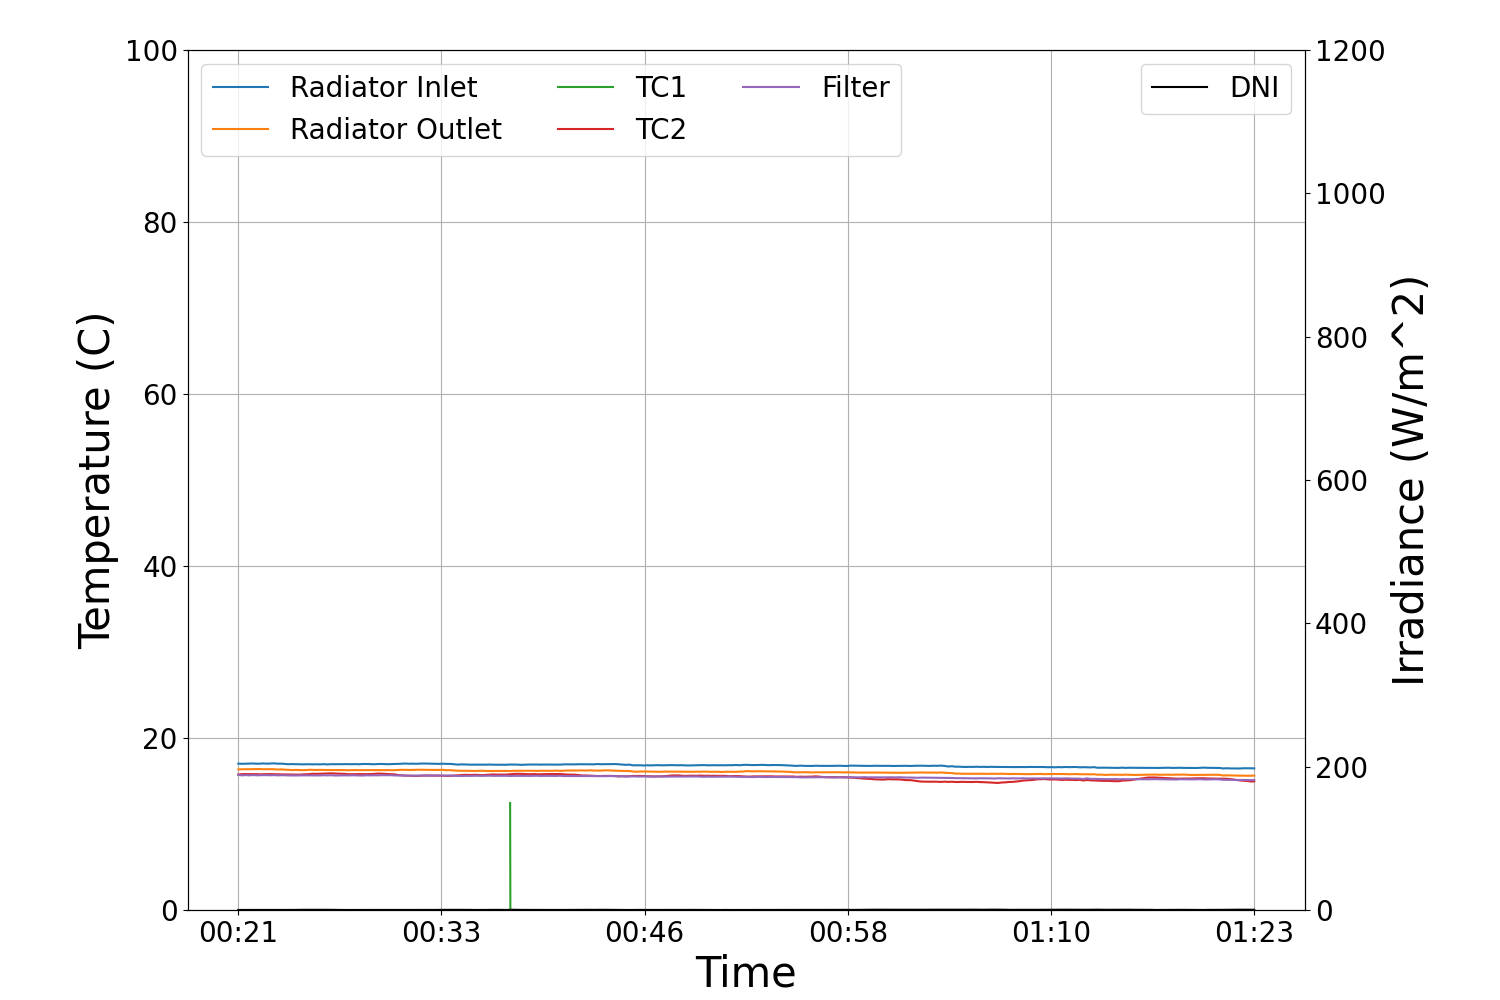 100
80
60
40
20
0
Temperature (C)
Radiator Inlet
Radiator Outlet
TC1
TC2
Filter
DNI
1200
1000
800
600
400
200
0
Irradiance (W/m^2)
00:21 00:33 00:46 00:58 01:10 01:23
Time